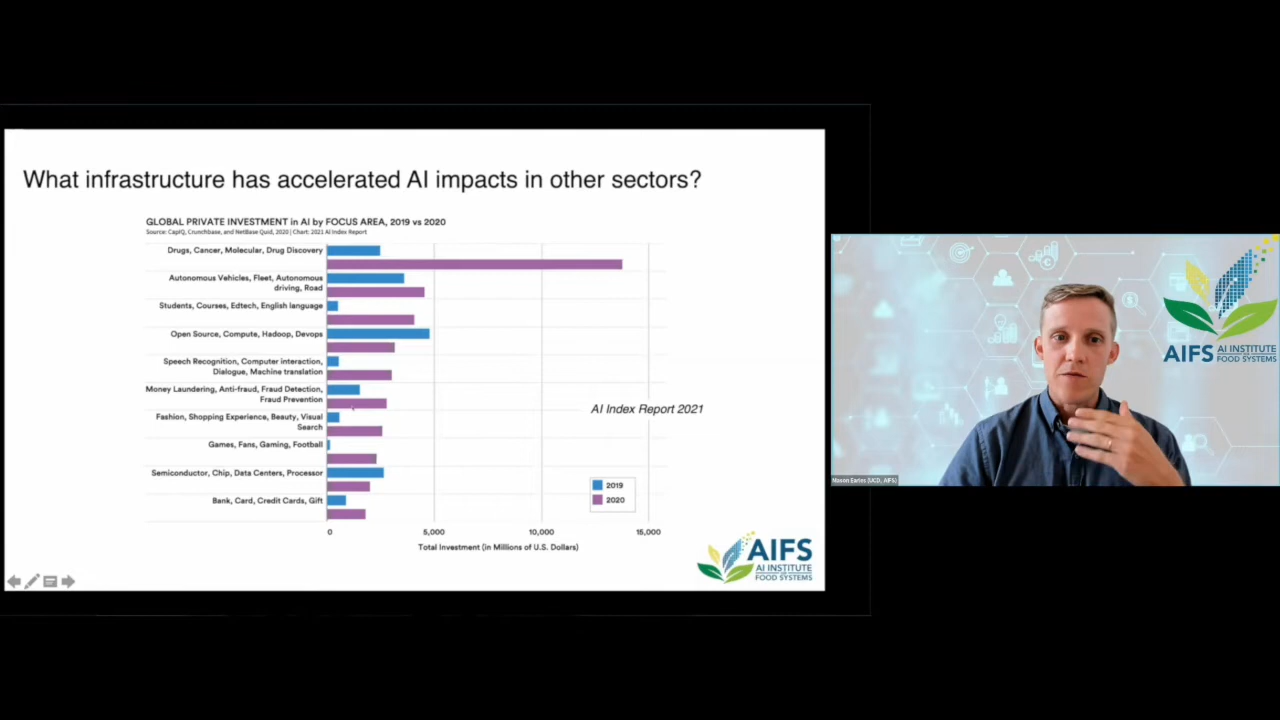 What infrastructure has accelerated AI impacts in other sectors?
GLOBAL PRIVATE INVESTMENT in AI by FOCUS AREA, 2019 vs 2020
Source: CapIQ, Crunchbase, and NetBase Quid, 2020 | Chart: 2021 AI Index Report
Drugs, Cancer, Molecular, Drug Discovery
Autonomous Vehicles, Fleet, Autonomous
driving, Road
Students, Courses, Edtech, English language
Open Source, Compute, Hadoop, Devops
Speech Recognition, Computer interaction,
Dialogue, Machine translation
Money Laundering, Anti-fraud, Fraud Detection,
Fraud Prevention
Fashion, Shopping Experience, Beauty, Visual
Search
Games, Fans, Gaming, Football
Semiconductor, Chip, Data Centers, Processor
Bank, Card, Credit Cards, Gift
0
5,000
10,000
15,000
Total Investment (in Millions of U.S. Dollars)
AI Index Report 2021
2019
2020
AIFS
AI INSTITUTE
FOOD SYSTEMS
AIFS
AI INSTITUTE
FOOD SYSTEMS
Mason Earles (UCD, AIFS)